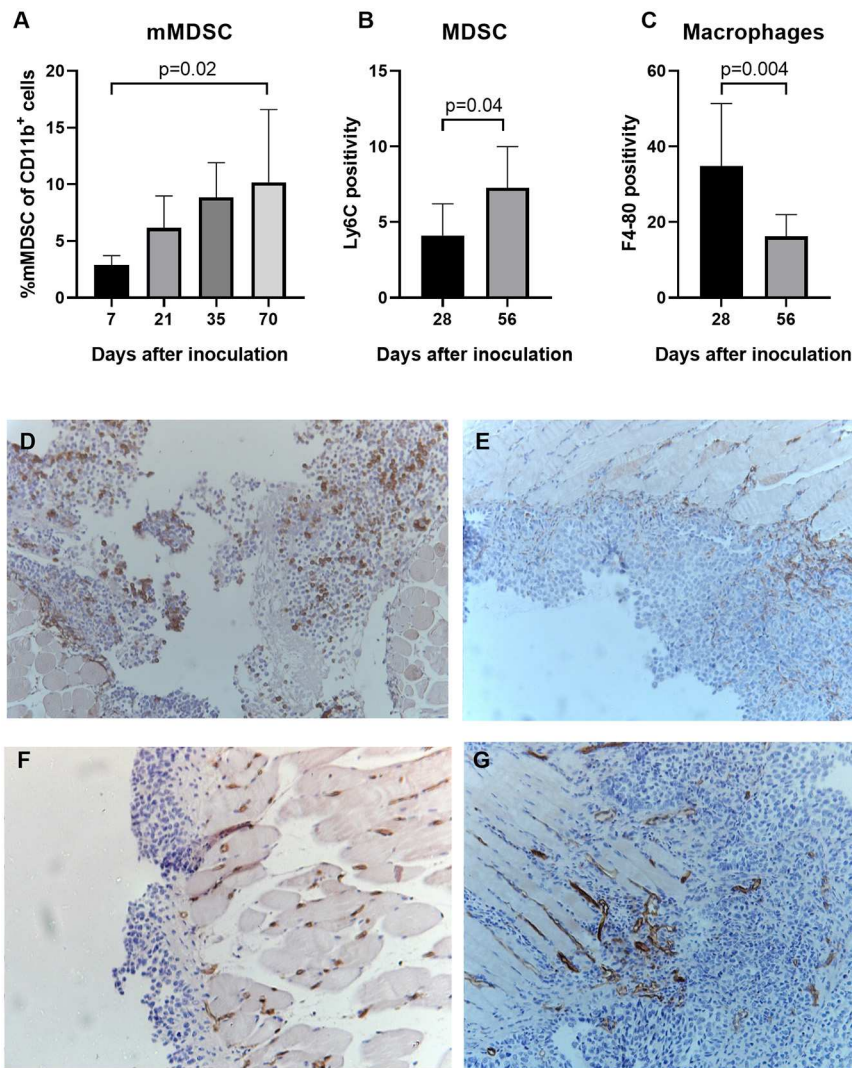 A
mMDSC
%mMDSC of CD11b⁺ cells
20
15
10
5
0
p=0.02
7 21 35 70
Days after inoculation
B
MDSC
Ly6C positivity
15
10
5
0
p=0.04
28 56
Days after inoculation
C
Macrophages
F4-80 positivity
60
40
20
0
p=0.004
28 56
Days after inoculation
D
E
F
G